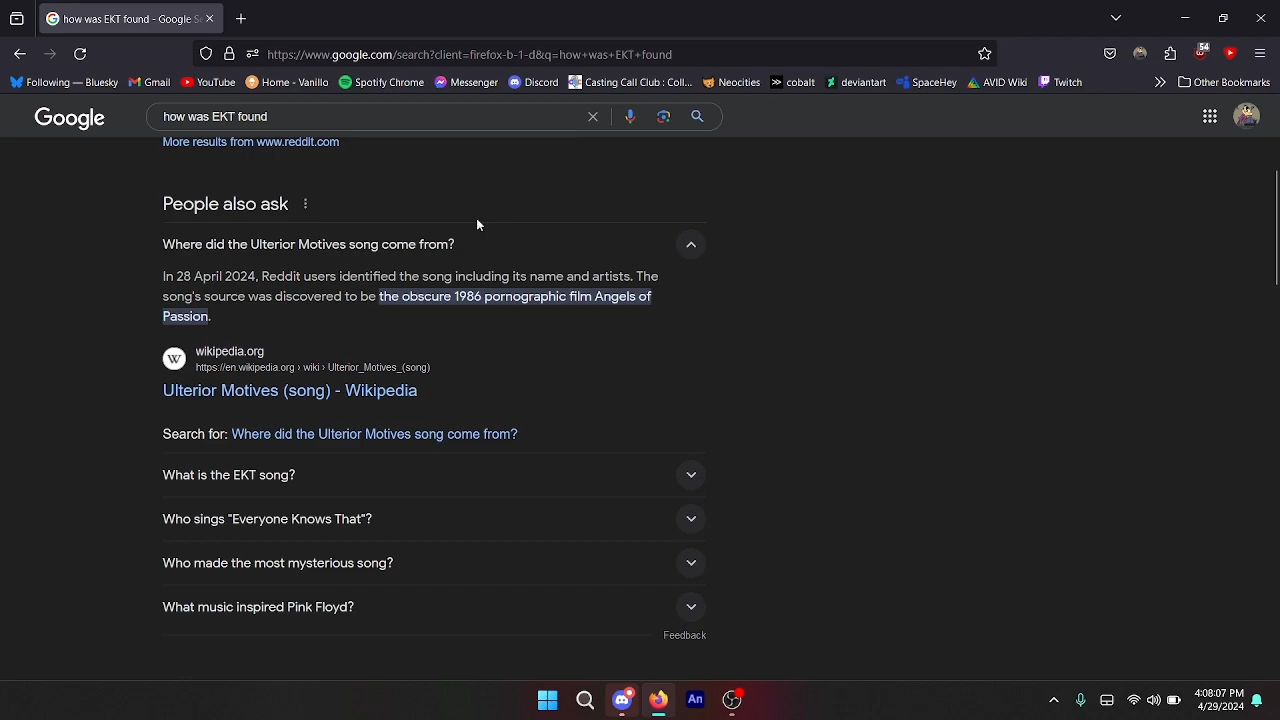 how was EKT found - Google S
https://www.google.com/search?client=firefox-b-1-d&q=how+was+EKT+found
54
Following — Bluesky
Gmail
YouTube
Home - Vanillo
Spotify Chrome
Messenger
Discord
Casting Call Club : Coll...
Neocities
cobalt
deviantart
SpaceHey
AVID Wiki
Twitch
Other Bookmarks
Google
how was EKT found
More results from www.reddit.com
People also ask
Where did the Ulterior Motives song come from?
In 28 April 2024, Reddit users identified the song including its name and artists. The
song's source was discovered to be the obscure 1986 pornographic film Angels of
Passion.
W
wikipedia.org
https://en.wikipedia.org › wiki › Ulterior_Motives_(song)
Ulterior Motives (song) - Wikipedia
Search for: Where did the Ulterior Motives song come from?
What is the EKT song?
Who sings "Everyone Knows That"?
Who made the most mysterious song?
What music inspired Pink Floyd?
Feedback
An
4:08:07 PM
4/29/2024